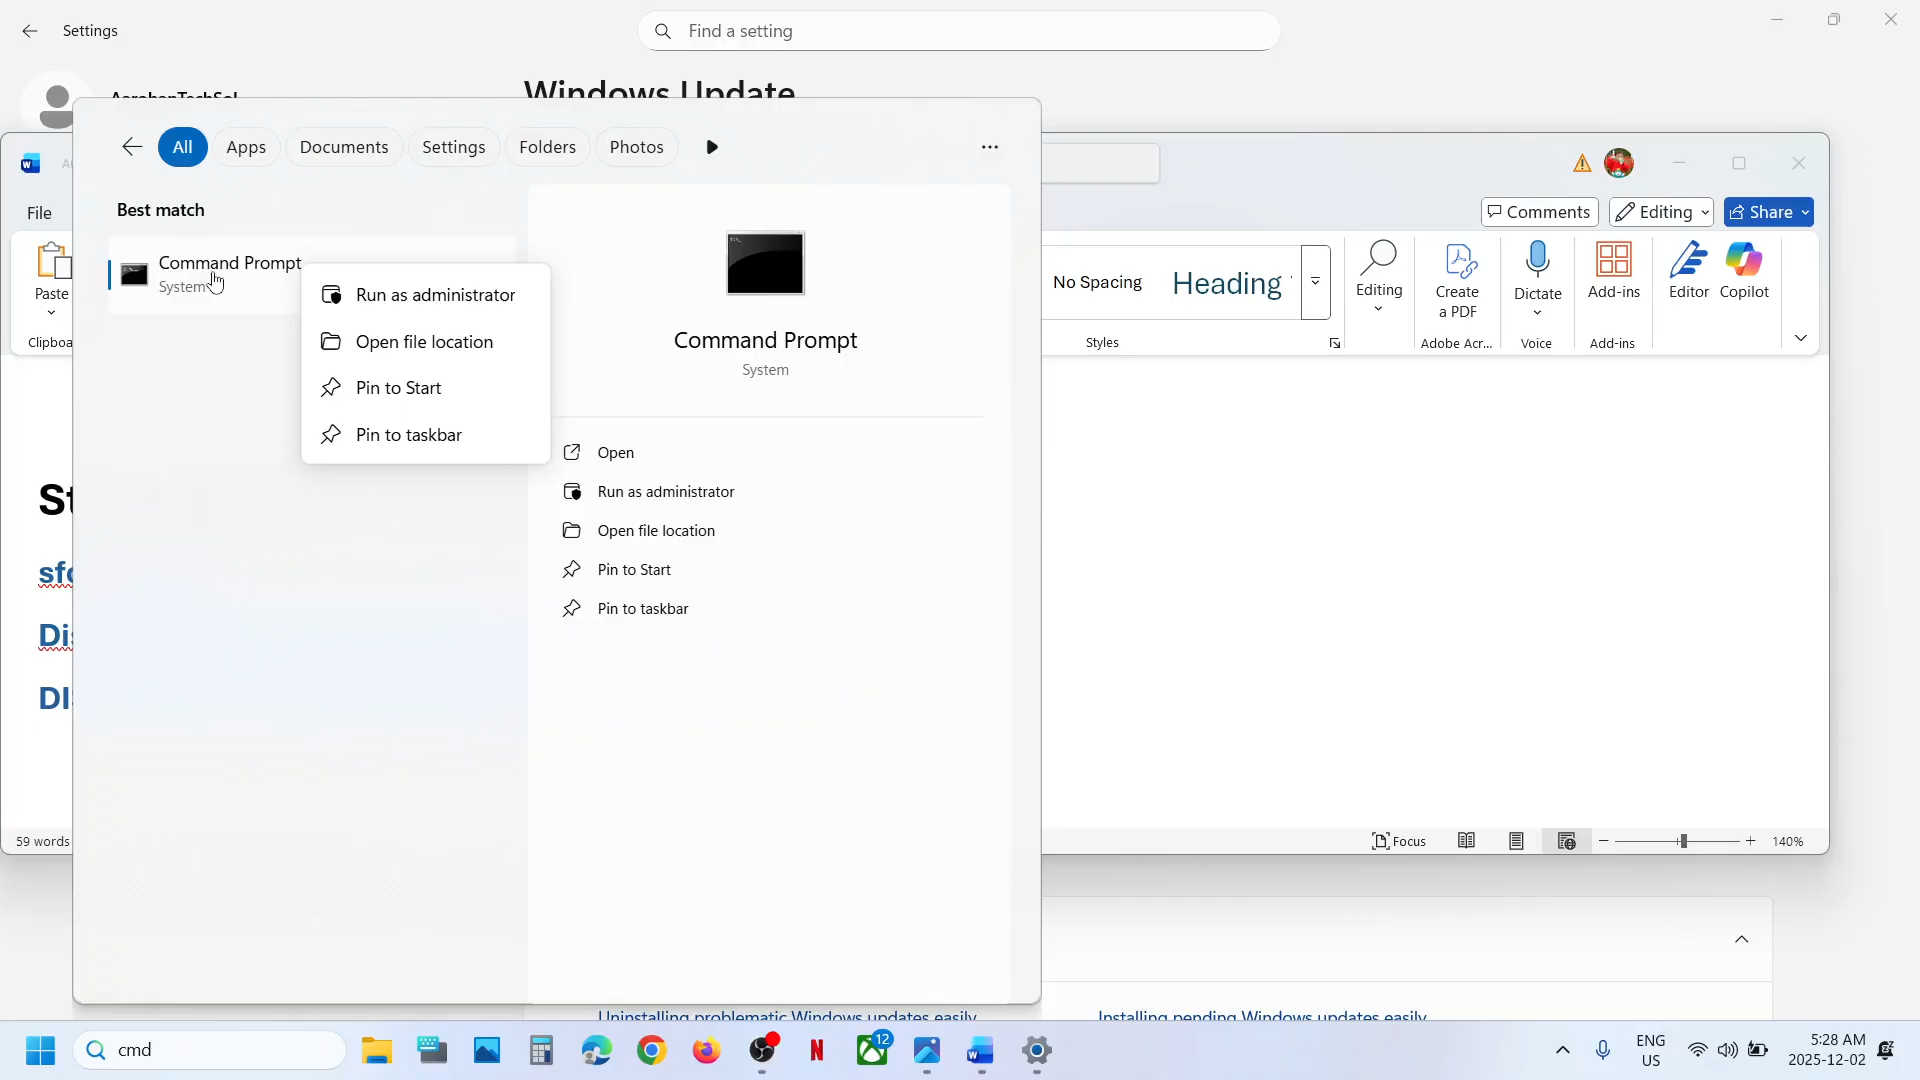 Settings
Find a setting
AcrobanTechSol
Windows Update
All
Apps
Documents
Settings
Folders
Photos
Best match
Command Prompt
System
Run as administrator
Open file location
Pin to Start
Pin to taskbar
Command Prompt
System
Open
Run as administrator
Open file location
Pin to Start
Pin to taskbar
File
Comments
Editing
Share
Paste
No Spacing
Heading
Editing
Create
a PDF
Dictate
Add-ins
Editor
Copilot
Clipboa
Styles
Adobe Acr...
Voice
Add-ins
St
sfc
Dis
DIS
59 words
Focus
140%
Uninstalling problematic Windows updates easily
Installing pending Windows updates easily
cmd
12
ENG
US
5:28 AM
2025-12-02